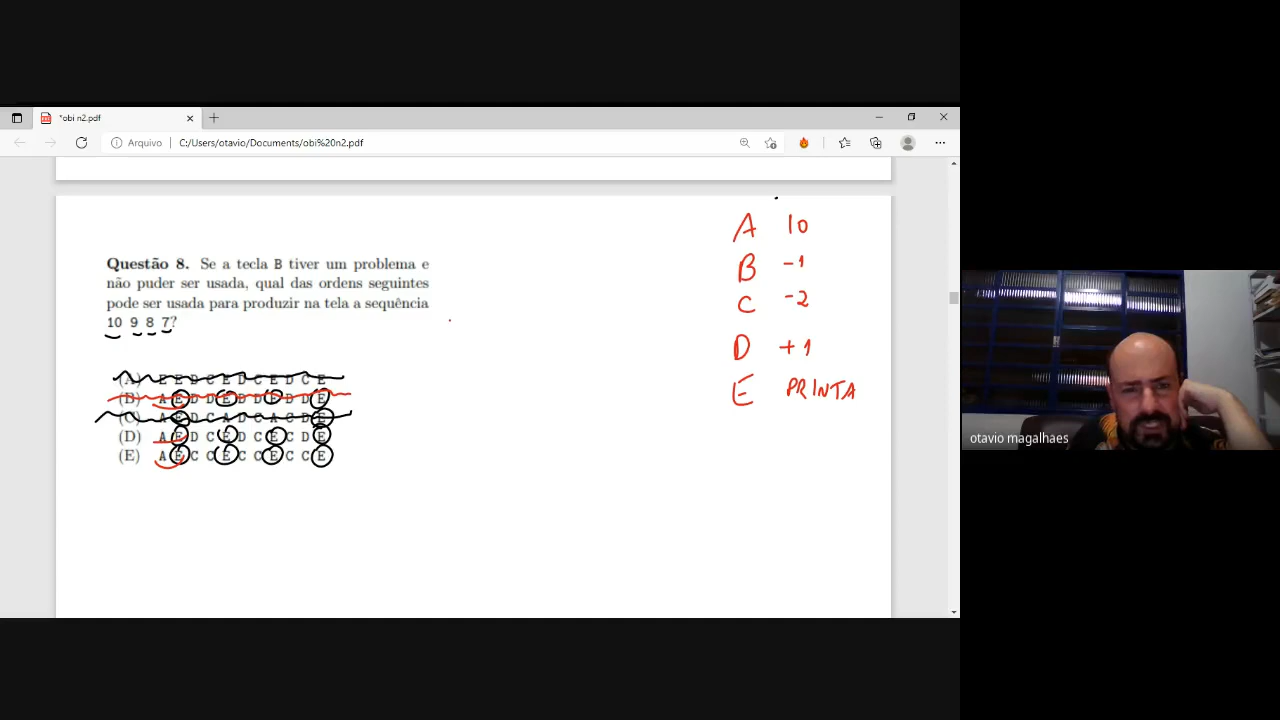 *obi n2.pdf
Arquivo
C:/Users/otavio/Documents/obi%20n2.pdf
Questão 8. Se a tecla B tiver um problema e
não puder ser usada, qual das ordens seguintes
pode ser usada para produzir na tela a sequência
10 9 8 7?
(A) E E D C E D C E D C E
(B) A E D D E D D E D D E
(C) A E D C A D C A C D E
(D) A E D C E D C E C D E
(E) A E C C E C C E C C E
A 10
B -1
C -2
D +1
E PRINTA
otavio magalhaes